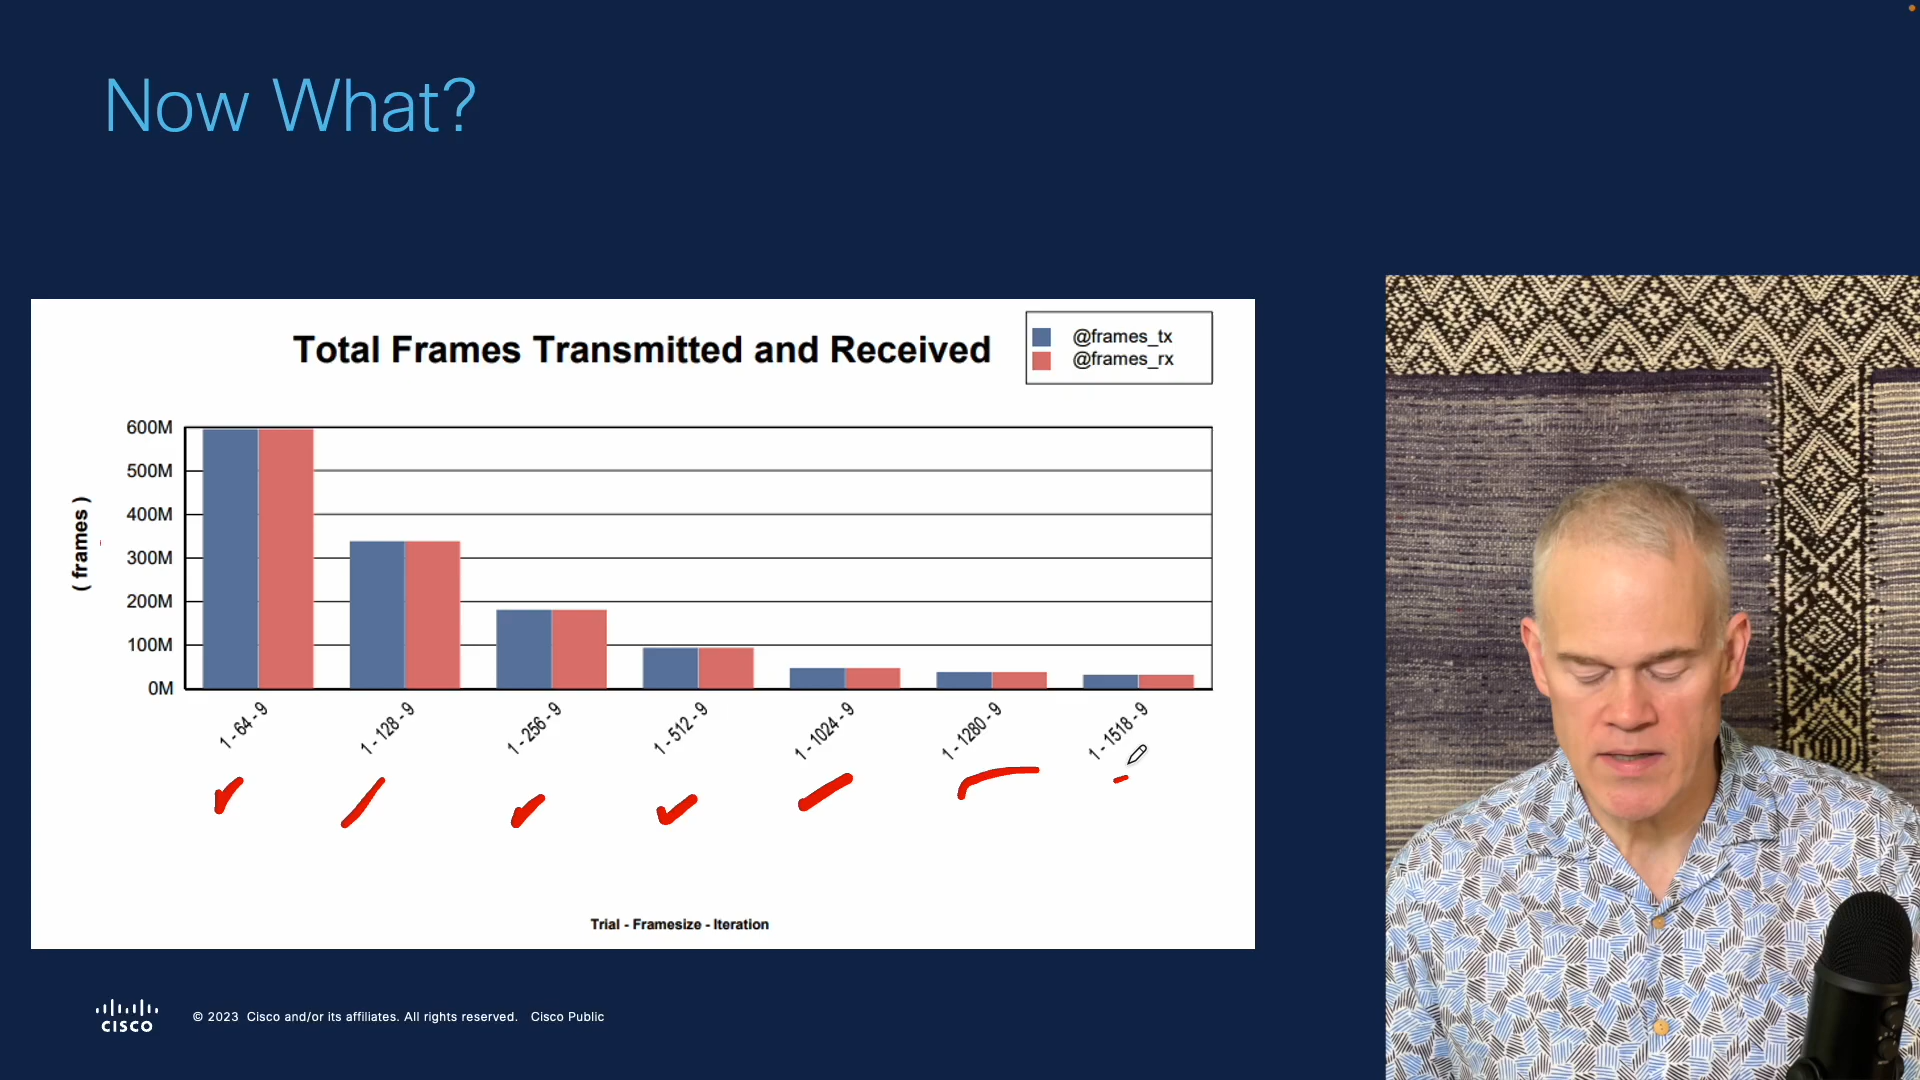 Now What?
Total Frames Transmitted and Received
@frames_tx
@frames_rx
600M
500M
400M
300M
200M
100M
0M
( frames )
1 - 64 - 9
1 - 128 - 9
1 - 256 - 9
1 - 512 - 9
1 - 1024 - 9
1 - 1280 - 9
1 - 1518 - 9
Trial - Framesize - Iteration
CISCO
© 2023 Cisco and/or its affiliates. All rights reserved. Cisco Public